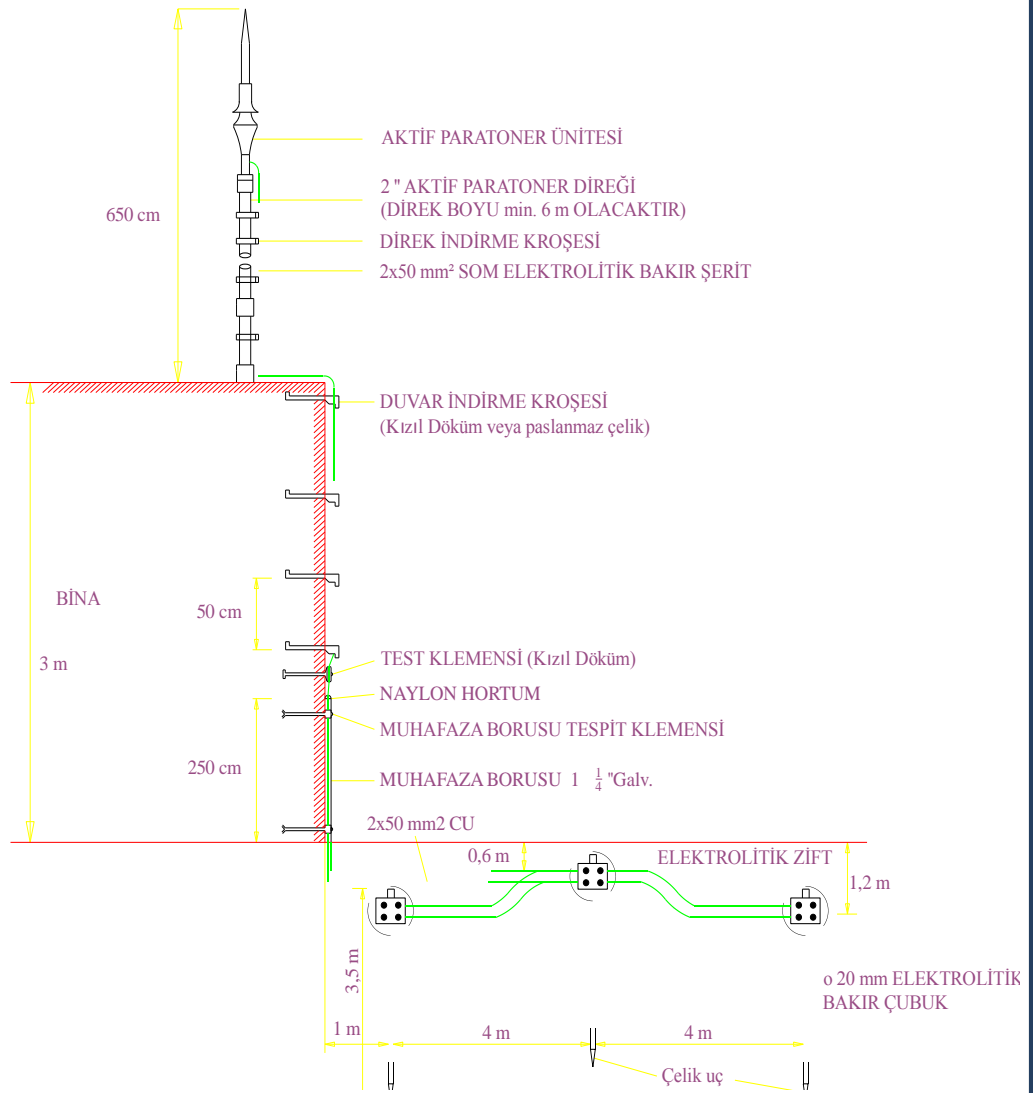 650 cm
AKTİF PARATONER ÜNİTESİ
2 " AKTİF PARATONER DİREĞİ
(DİREK BOYU min. 6 m OLACAKTIR)
DİREK İNDİRME KROŞESİ
2x50 mm² SOM ELEKTROLİTİK BAKIR ŞERİT
DUVAR İNDİRME KROŞESİ
(Kızıl Döküm veya paslanmaz çelik)
BİNA
50 cm
3 m
TEST KLEMENSİ (Kızıl Döküm)
NAYLON HORTUM
MUHAFAZA BORUSU TESPİT KLEMENSİ
250 cm
MUHAFAZA BORUSU 1 1/4 "Galv.
2x50 mm2 CU
0,6 m
ELEKTROLİTİK ZİFT
1,2 m
3,5 m
o 20 mm ELEKTROLİTİK
BAKIR ÇUBUK
1 m
4 m
4 m
Çelik uç